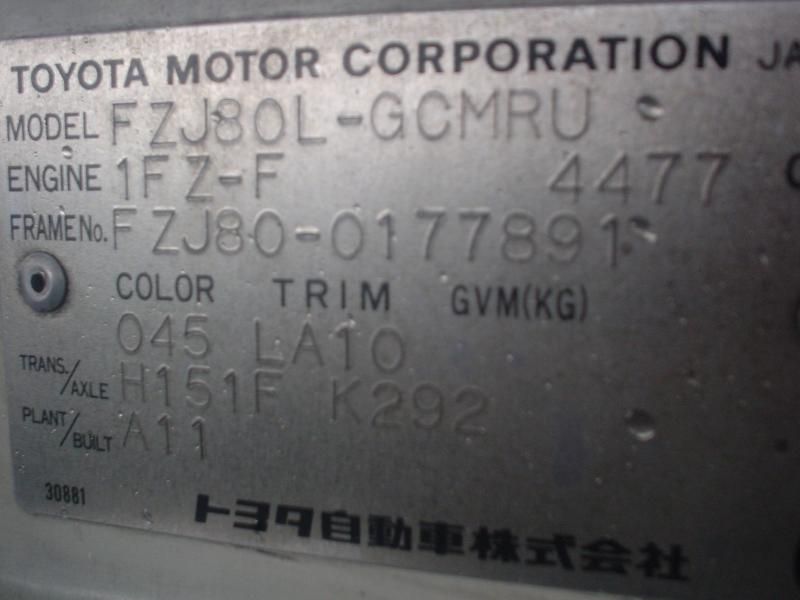 TOYOTA MOTOR CORPORATION JA
MODEL FZJ80L-GCMRU
ENGINE 1FZ-F 4477 C
FRAME No. FZJ80-0177891
COLOR TRIM GVM(KG)
045 LA10
TRANS./AXLE H151F K292
PLANT/BUILT A11
30881
トヨタ自動車株式会社